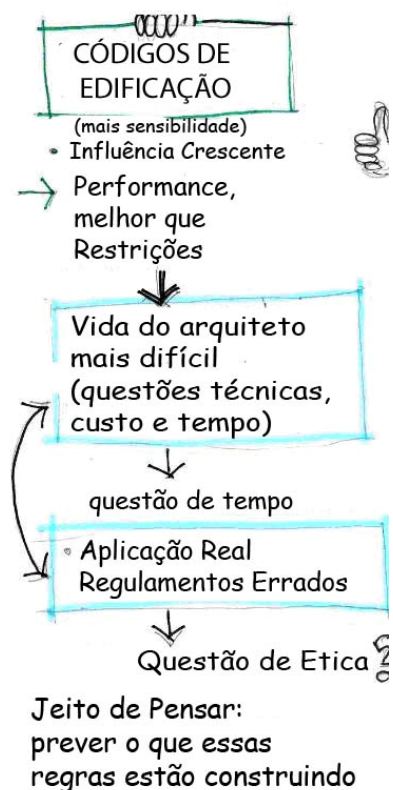 CÓDIGOS DE
EDIFICAÇÃO
(mais sensibilidade)
• Influência Crescente
→ Performance,
melhor que
Restrições
Vida do arquiteto
mais difícil
(questões técnicas,
custo e tempo)
questão de tempo
• Aplicação Real
Regulamentos Errados
Questão de Etica ?
Jeito de Pensar:
prever o que essas
regras estão construindo